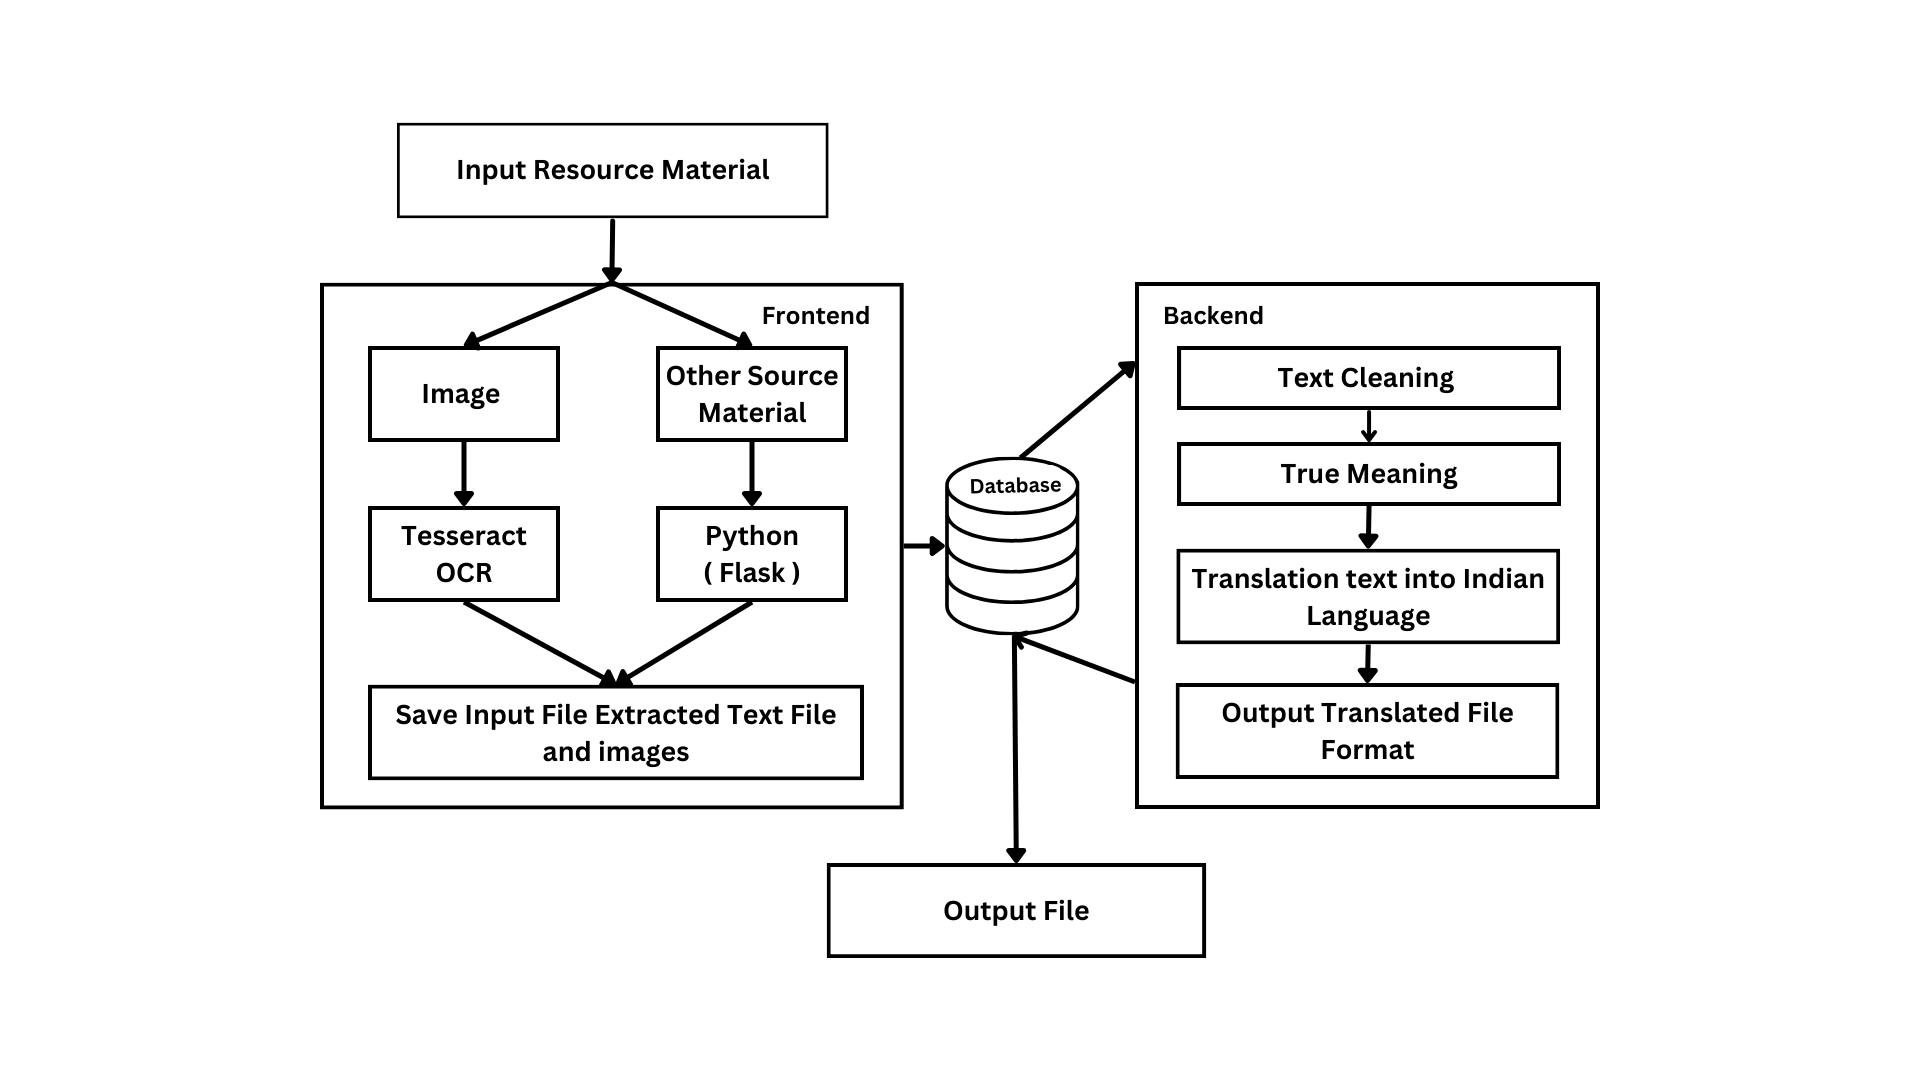 Input Resource Material
Frontend
Image
Other Source
Material
Tesseract
OCR
Python
( Flask )
Save Input File Extracted Text File
and images
Database
Backend
Text Cleaning
True Meaning
Translation text into Indian
Language
Output Translated File
Format
Output File